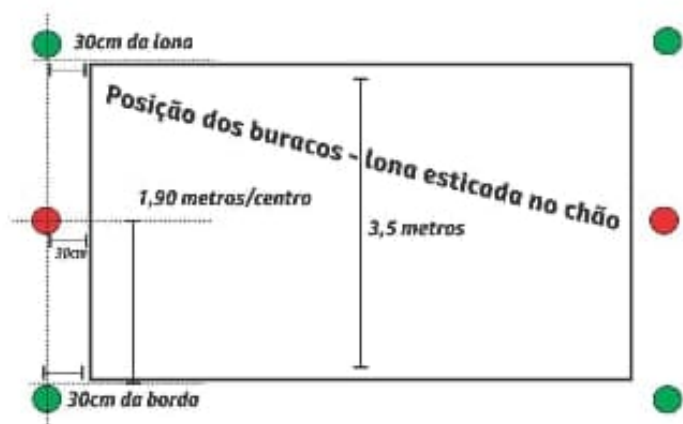 30cm da lona
Posição dos buracos - lona esticada no chão
1,90 metros/centro
3,5 metros
30cm
30cm da borda